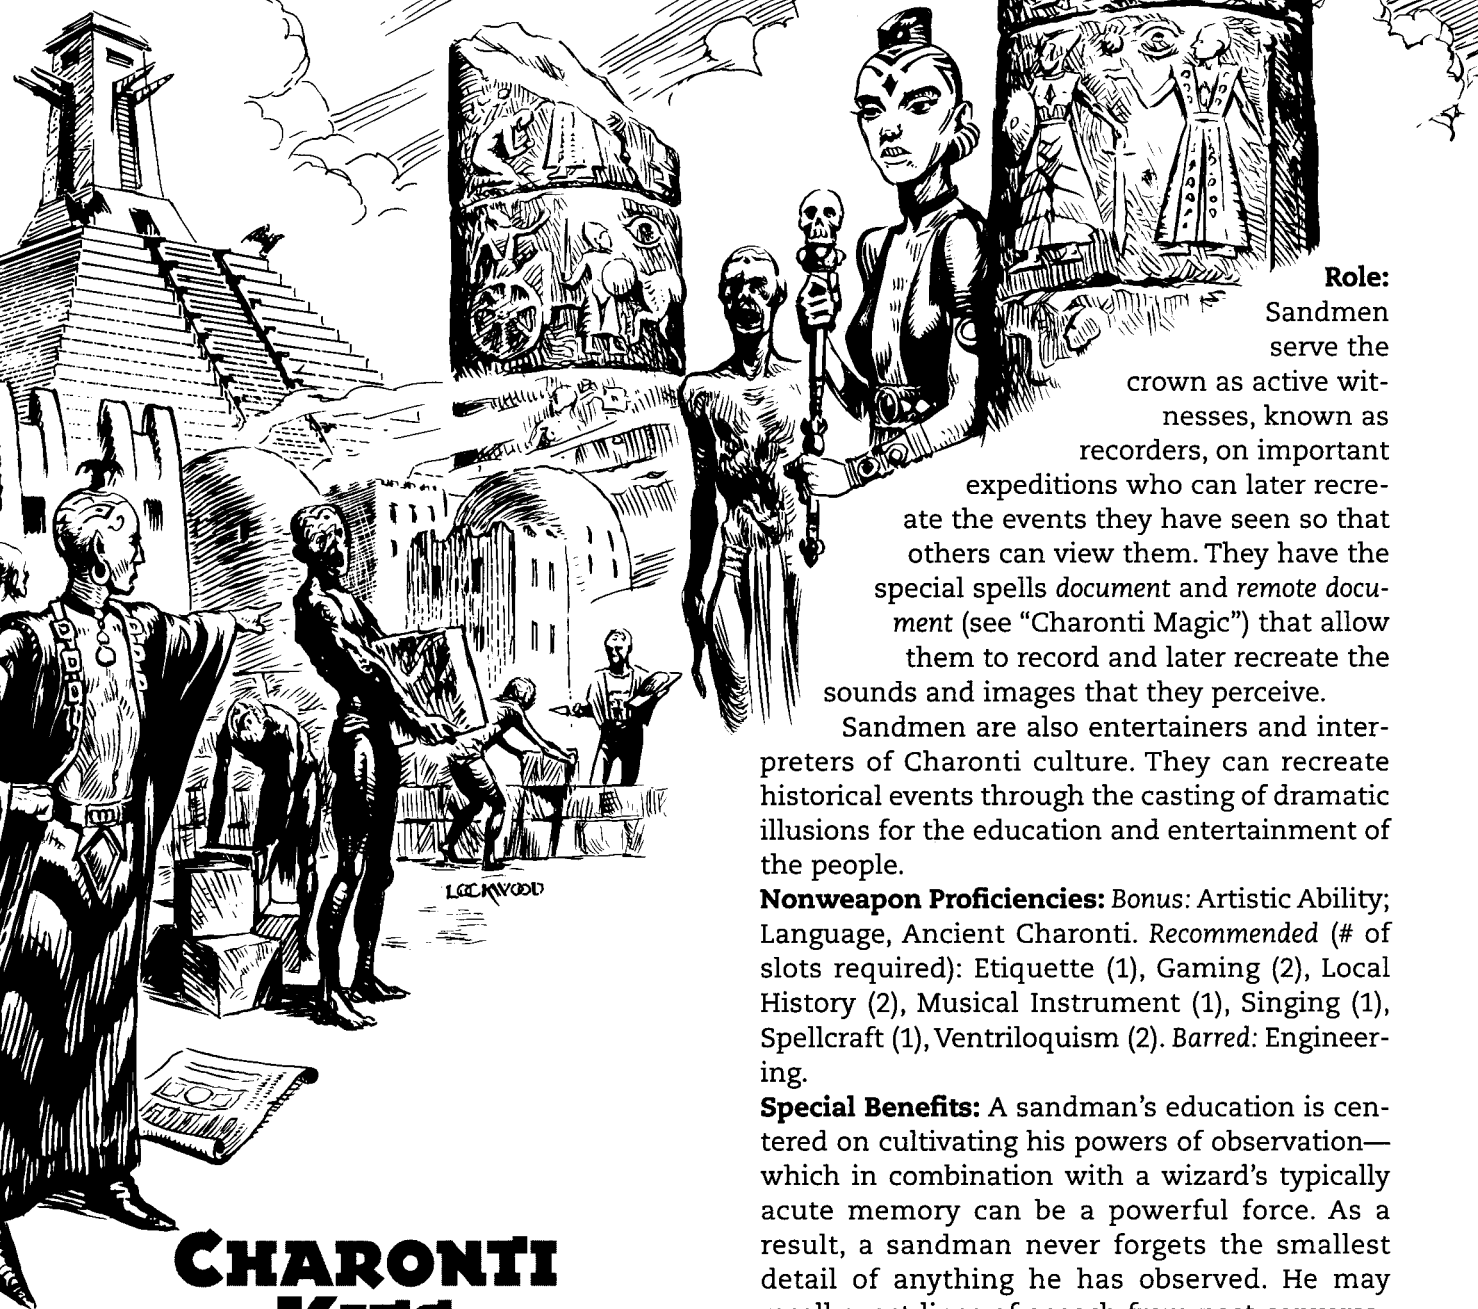 Role:
Sandmen
serve the
crown as active wit-
nesses, known as
recorders, on important
expeditions who can later recre-
ate the events they have seen so that
others can view them. They have the
special spells document and remote docu-
ment (see “Charonti Magic”) that allow
them to record and later recreate the
sounds and images that they perceive.
Sandmen are also entertainers and inter-
preters of Charonti culture. They can recreate
historical events through the casting of dramatic
illusions for the education and entertainment of
the people.
Nonweapon Proficiencies: Bonus: Artistic Ability;
Language, Ancient Charonti. Recommended (# of
slots required): Etiquette (1), Gaming (2), Local
History (2), Musical Instrument (1), Singing (1),
Spellcraft (1), Ventriloquism (2). Barred: Engineer-
ing.
Special Benefits: A sandman’s education is cen-
tered on cultivating his powers of observation—
which in combination with a wizard’s typically
acute memory can be a powerful force. As a
result, a sandman never forgets the smallest
detail of anything he has observed. He may
LOCKWOOD
CHARONTI